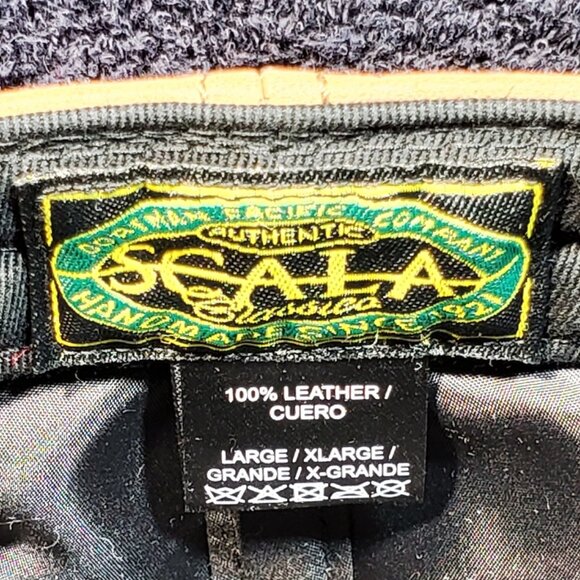 DORFMAN PACIFIC COMPANY
AUTHENTIC
SCALA
Classico
HANDMADE SINCE 1921
100% LEATHER /
CUERO
LARGE / XLARGE /
GRANDE / X-GRANDE